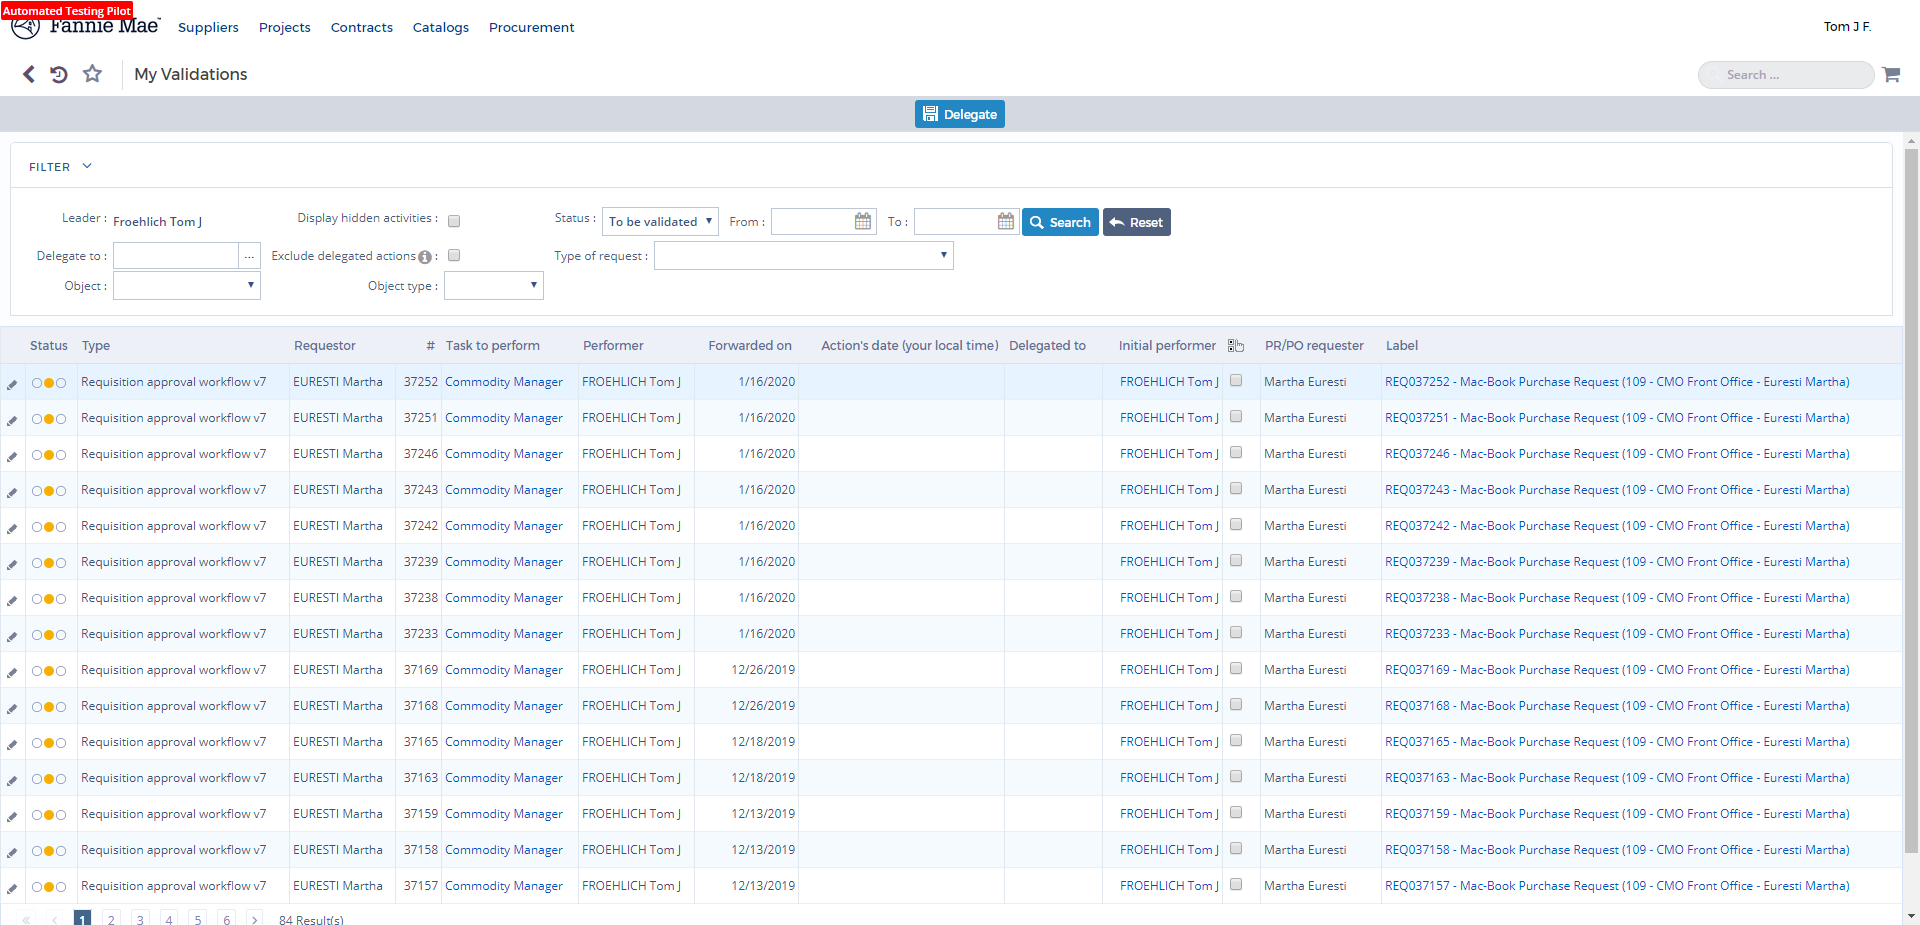 Automated Testing Pilot
Fannie Mae™ Suppliers Projects Contracts Catalogs Procurement Tom J F.
My Validations Search ...
Delegate
FILTER
Leader : Froehlich Tom J Display hidden activities : Status : To be validated From : To : Search Reset
Delegate to : ... Exclude delegated actions i : Type of request :
Object : Object type :
Status Type Requestor # Task to perform Performer Forwarded on Action's date (your local time) Delegated to Initial performer PR/PO requester Label
Requisition approval workflow v7 EURESTI Martha 37252 Commodity Manager FROEHLICH Tom J 1/16/2020 FROEHLICH Tom J Martha Euresti REQ037252 - Mac-Book Purchase Request (109 - CMO Front Office - Euresti Martha)
Requisition approval workflow v7 EURESTI Martha 37251 Commodity Manager FROEHLICH Tom J 1/16/2020 FROEHLICH Tom J Martha Euresti REQ037251 - Mac-Book Purchase Request (109 - CMO Front Office - Euresti Martha)
Requisition approval workflow v7 EURESTI Martha 37246 Commodity Manager FROEHLICH Tom J 1/16/2020 FROEHLICH Tom J Martha Euresti REQ037246 - Mac-Book Purchase Request (109 - CMO Front Office - Euresti Martha)
Requisition approval workflow v7 EURESTI Martha 37243 Commodity Manager FROEHLICH Tom J 1/16/2020 FROEHLICH Tom J Martha Euresti REQ037243 - Mac-Book Purchase Request (109 - CMO Front Office - Euresti Martha)
Requisition approval workflow v7 EURESTI Martha 37242 Commodity Manager FROEHLICH Tom J 1/16/2020 FROEHLICH Tom J Martha Euresti REQ037242 - Mac-Book Purchase Request (109 - CMO Front Office - Euresti Martha)
Requisition approval workflow v7 EURESTI Martha 37239 Commodity Manager FROEHLICH Tom J 1/16/2020 FROEHLICH Tom J Martha Euresti REQ037239 - Mac-Book Purchase Request (109 - CMO Front Office - Euresti Martha)
Requisition approval workflow v7 EURESTI Martha 37238 Commodity Manager FROEHLICH Tom J 1/16/2020 FROEHLICH Tom J Martha Euresti REQ037238 - Mac-Book Purchase Request (109 - CMO Front Office - Euresti Martha)
Requisition approval workflow v7 EURESTI Martha 37233 Commodity Manager FROEHLICH Tom J 1/16/2020 FROEHLICH Tom J Martha Euresti REQ037233 - Mac-Book Purchase Request (109 - CMO Front Office - Euresti Martha)
Requisition approval workflow v7 EURESTI Martha 37169 Commodity Manager FROEHLICH Tom J 12/26/2019 FROEHLICH Tom J Martha Euresti REQ037169 - Mac-Book Purchase Request (109 - CMO Front Office - Euresti Martha)
Requisition approval workflow v7 EURESTI Martha 37168 Commodity Manager FROEHLICH Tom J 12/26/2019 FROEHLICH Tom J Martha Euresti REQ037168 - Mac-Book Purchase Request (109 - CMO Front Office - Euresti Martha)
Requisition approval workflow v7 EURESTI Martha 37165 Commodity Manager FROEHLICH Tom J 12/18/2019 FROEHLICH Tom J Martha Euresti REQ037165 - Mac-Book Purchase Request (109 - CMO Front Office - Euresti Martha)
Requisition approval workflow v7 EURESTI Martha 37163 Commodity Manager FROEHLICH Tom J 12/18/2019 FROEHLICH Tom J Martha Euresti REQ037163 - Mac-Book Purchase Request (109 - CMO Front Office - Euresti Martha)
Requisition approval workflow v7 EURESTI Martha 37159 Commodity Manager FROEHLICH Tom J 12/13/2019 FROEHLICH Tom J Martha Euresti REQ037159 - Mac-Book Purchase Request (109 - CMO Front Office - Euresti Martha)
Requisition approval workflow v7 EURESTI Martha 37158 Commodity Manager FROEHLICH Tom J 12/13/2019 FROEHLICH Tom J Martha Euresti REQ037158 - Mac-Book Purchase Request (109 - CMO Front Office - Euresti Martha)
Requisition approval workflow v7 EURESTI Martha 37157 Commodity Manager FROEHLICH Tom J 12/13/2019 FROEHLICH Tom J Martha Euresti REQ037157 - Mac-Book Purchase Request (109 - CMO Front Office - Euresti Martha)
« ‹ 1 2 3 4 5 6 › 84 Result(s)